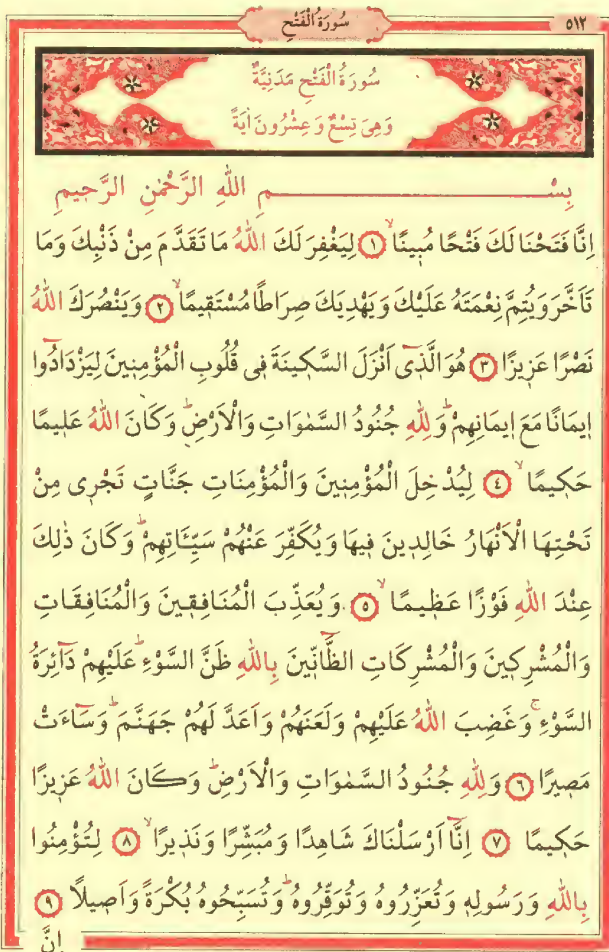 سُورَةُ الْفَتْحِ ٥١٢
سُورَةُ الْفَتْحِ مَدَنِيَّةٌ
وَهِىَ تِسْعٌ وَعِشْرُونَ اٰيَةً
بِسْـــــــــــــــــمِ اللّٰهِ الرَّحْمٰنِ الرَّحٖيمِ
اِنَّا فَتَحْنَا لَكَ فَتْحًا مُبٖينًاۙ ١ لِيَغْفِرَ لَكَ اللّٰهُ مَا تَقَدَّمَ مِنْ ذَنْبِكَ وَمَا
تَاَخَّرَ وَيُتِمَّ نِعْمَتَهُ عَلَيْكَ وَيَهْدِيَكَ صِرَاطًا مُسْتَقٖيمًاۙ ٢ وَيَنْصُرَكَ اللّٰهُ
نَصْرًا عَزٖيزًا ٣ هُوَ الَّذٖٓى اَنْزَلَ السَّكٖينَةَ فٖى قُلُوبِ الْمُؤْمِنٖينَ لِيَزْدَادُٓوا
اٖيمَانًا مَعَ اٖيمَانِهِمْؕ وَلِلّٰهِ جُنُودُ السَّمٰوَاتِ وَالْاَرْضِؕ وَكَانَ اللّٰهُ عَلٖيمًا
حَكٖيمًاۙ ٤ لِيُدْخِلَ الْمُؤْمِنٖينَ وَالْمُؤْمِنَاتِ جَنَّاتٍ تَجْرٖى مِنْ
تَحْتِهَا الْاَنْهَارُ خَالِدٖينَ فٖيهَا وَيُكَفِّرَ عَنْهُمْ سَيِّـَٔاتِهِمْؕ وَكَانَ ذٰلِكَ
عِنْدَ اللّٰهِ فَوْزًا عَظٖيمًاۙ ٥ وَيُعَذِّبَ الْمُنَافِقٖينَ وَالْمُنَافِقَاتِ
وَالْمُشْرِكٖينَ وَالْمُشْرِكَاتِ الظَّٓانّٖينَ بِاللّٰهِ ظَنَّ السَّوْءِؕ عَلَيْهِمْ دَٓائِرَةُ
السَّوْءِۚ وَغَضِبَ اللّٰهُ عَلَيْهِمْ وَلَعَنَهُمْ وَاَعَدَّ لَهُمْ جَهَنَّمَؕ وَسَٓاءَتْ
مَصٖيرًا ٦ وَلِلّٰهِ جُنُودُ السَّمٰوَاتِ وَالْاَرْضِؕ وَكَانَ اللّٰهُ عَزٖيزًا
حَكٖيمًا ٧ اِنَّٓا اَرْسَلْنَاكَ شَاهِدًا وَمُبَشِّرًا وَنَذٖيرًاۙ ٨ لِتُؤْمِنُوا
بِاللّٰهِ وَرَسُولِهٖ وَتُعَزِّرُوهُ وَتُوَقِّرُوهُؕ وَتُسَبِّحُوهُ بُكْرَةً وَاَصٖيلًا ٩
اِنَّ